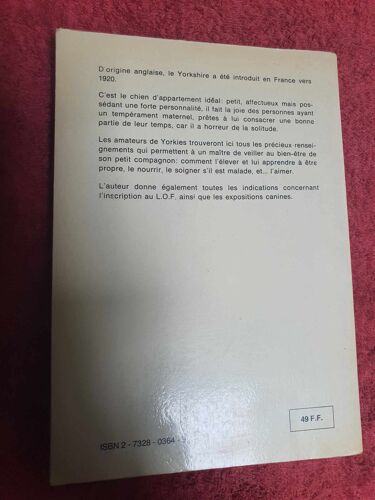 D'origine anglaise, le Yorkshire a été introduit en France vers
1920.
C'est le chien d'appartement idéal: petit, affectueux mais pos-
sédant une forte personnalité, il fait la joie des personnes ayant
un tempérament maternel, prêtes à lui consacrer une bonne
partie de leur temps, car il a horreur de la solitude.
Les amateurs de Yorkies trouveront ici tous les précieux rensei-
gnements qui permettent à un maître de veiller au bien-être de
son petit compagnon: comment l'élever et lui apprendre à être
propre, le nourrir, le soigner s'il est malade, et... l'aimer.
L'auteur donne également toutes les indications concernant
l'inscription au L.O.F. ainsi que les expositions canines.
49 F.F.
ISBN 2 - 7328 - 0364 -